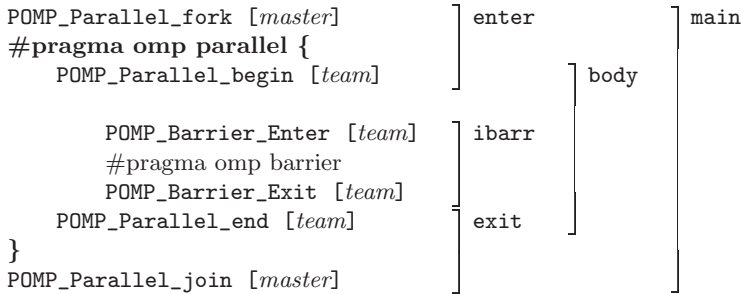 POMP_Parallel_fork [master] enter main
#pragma omp parallel {
POMP_Parallel_begin [team] body
POMP_Barrier_Enter [team] ibarr
#pragma omp barrier
POMP_Barrier_Exit [team]
POMP_Parallel_end [team] exit
}
POMP_Parallel_join [master]